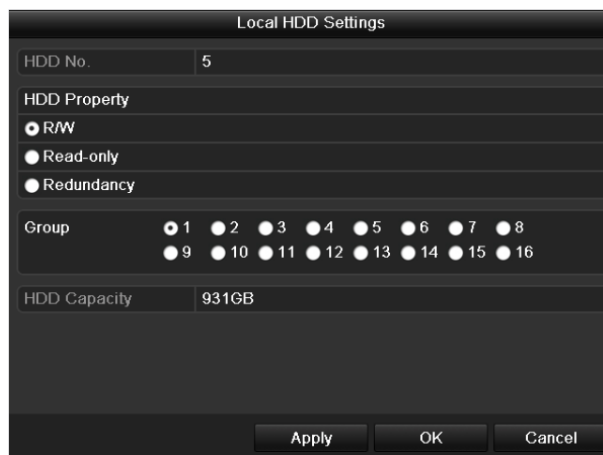 Local HDD Settings
HDD No. 5
HDD Property
R/W
Read-only
Redundancy
Group 1 2 3 4 5 6 7 8
9 10 11 12 13 14 15 16
HDD Capacity 931GB
Apply OK Cancel